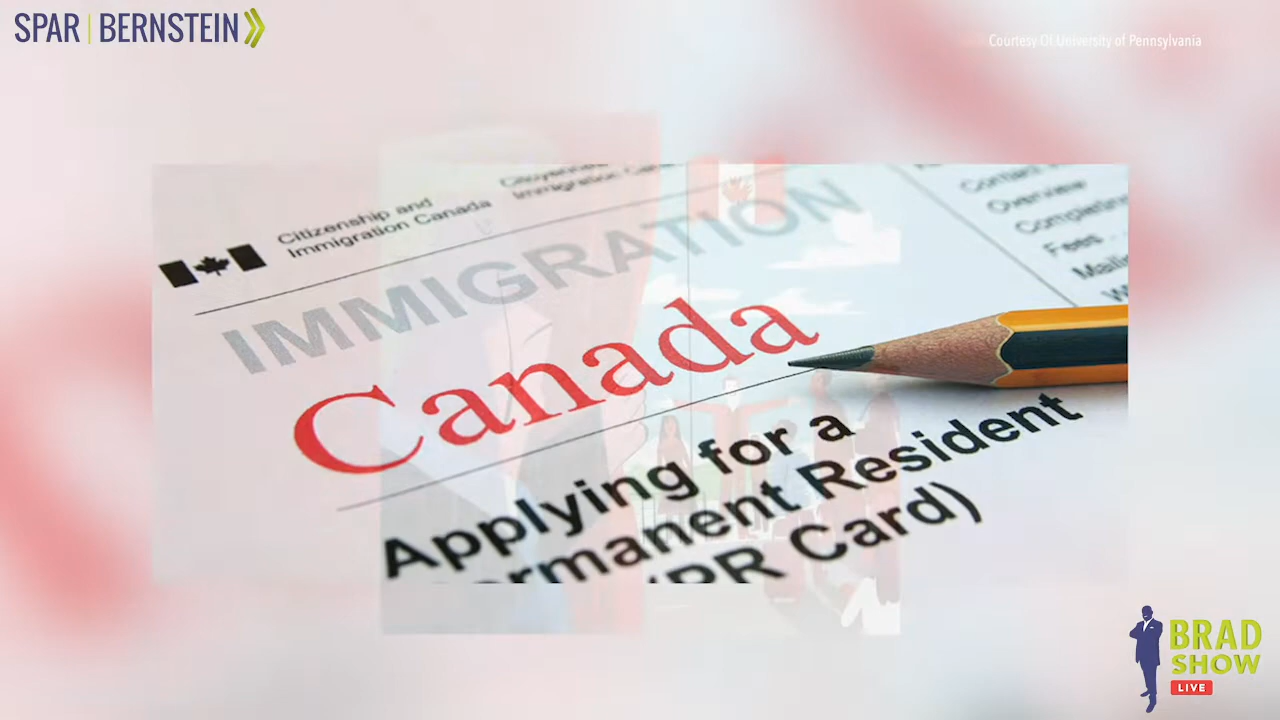 SPAR | BERNSTEIN
Courtesy Of University of Pennsylvania
Citizenship and
Immigration Canada
Immigration
IMMIGRATION
Canada
Applying for a
Permanent Resident
(PR Card)
Overview
Fees
BRAD
SHOW
LIVE